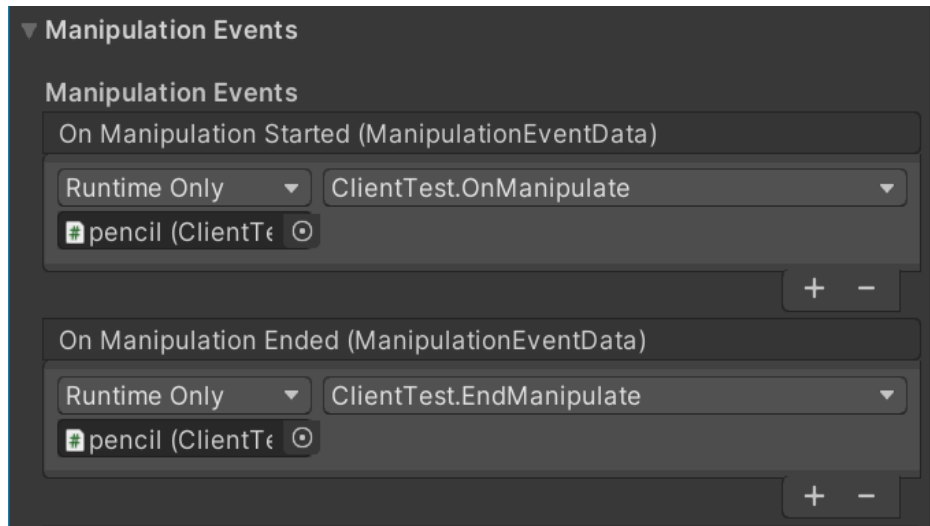 Manipulation Events
Manipulation Events
On Manipulation Started (ManipulationEventData)
Runtime Only ClientTest.OnManipulate
pencil (ClientTe
+ −
On Manipulation Ended (ManipulationEventData)
Runtime Only ClientTest.EndManipulate
pencil (ClientTe
+ −